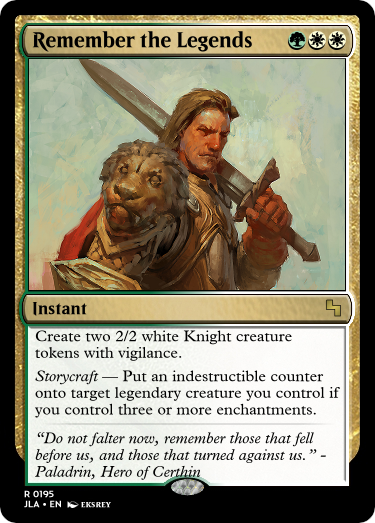 Remember the Legends
Instant
Create two 2/2 white Knight creature
tokens with vigilance.
Storycraft — Put an indestructible counter
onto target legendary creature you control if
you control three or more enchantments.
“Do not falter now, remember those that fell
before us, and those that turned against us.” -
Paladrin, Hero of Certhin
R 0195
JLA • EN EKSREY